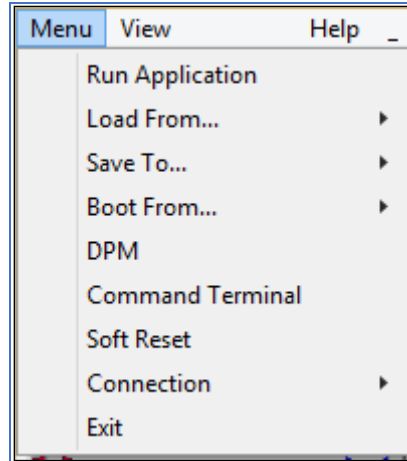 Menu View Help _
Run Application
Load From...
Save To...
Boot From...
DPM
Command Terminal
Soft Reset
Connection
Exit